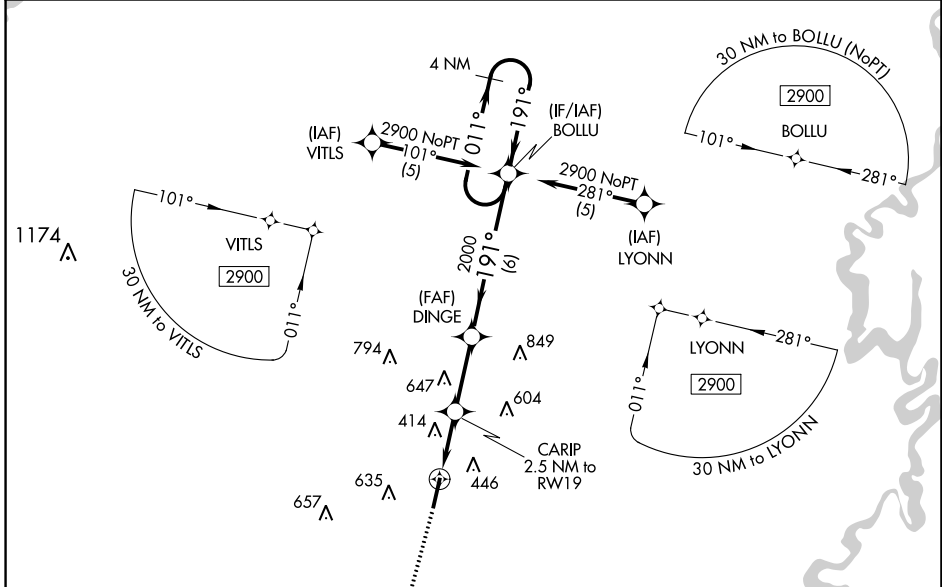 30 NM to BOLLU (NoPT)
2900
BOLLU
101°
281°
4 NM
011°
191°
(IF/IAF)
BOLLU
(IAF)
VITLS
2900 NoPT
101°
(5)
2900 NoPT
281°
(5)
(IAF)
LYONN
101°
VITLS
2900
011°
30 NM to VITLS
1174
2000
191°
(6)
(FAF)
DINGE
LYONN
281°
2900
011°
30 NM to LYONN
794
849
647
604
414
CARIP
2.5 NM to
RW19
446
635
657